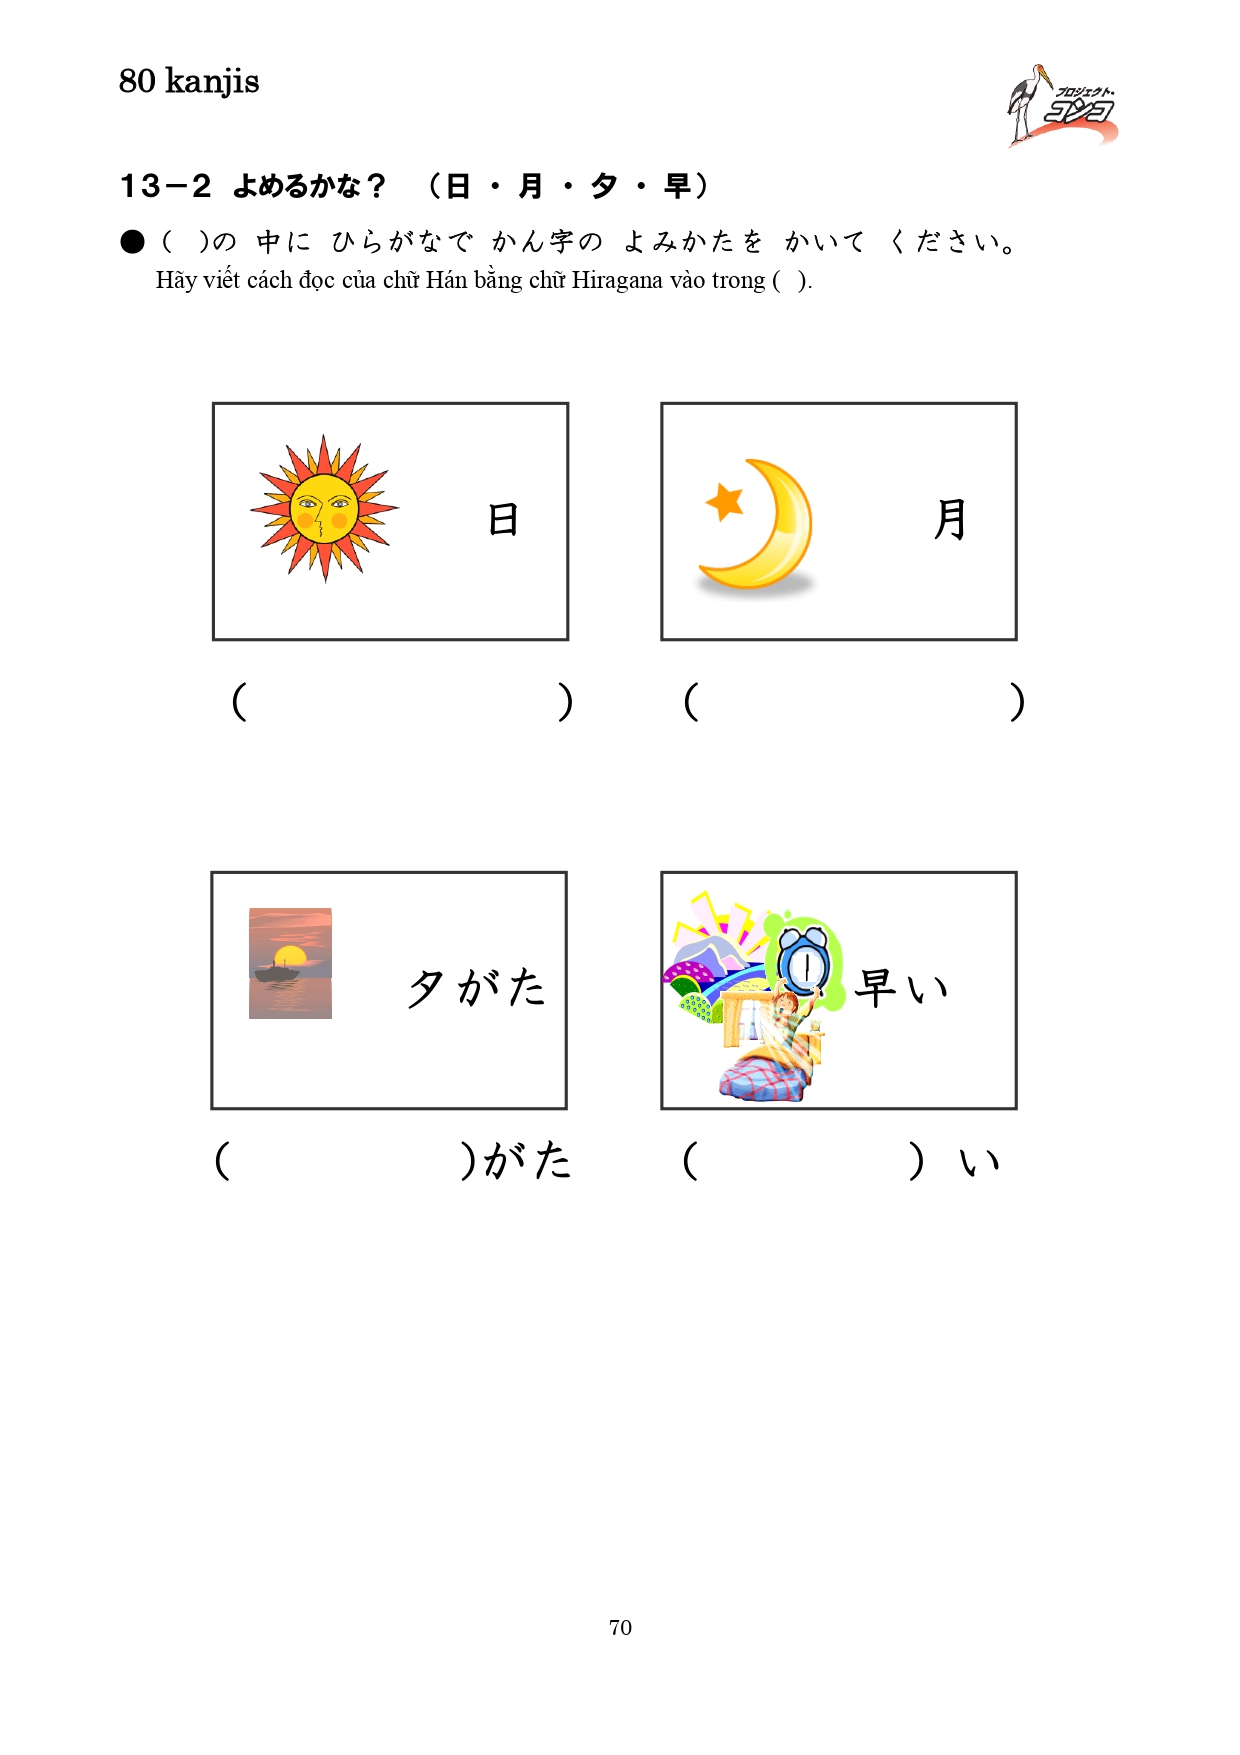 80 kanjis
プロジェクト・
コンコ
13－2 よめるかな？ （日・月・夕・早）
●（ ）の 中に ひらがなで かん字の よみかたを かいて ください。
Hãy viết cách đọc của chữ Hán bằng chữ Hiragana vào trong ( ).
日
月
（ ）
（ ）
夕がた
早い
（ ）がた
（ ）い
70